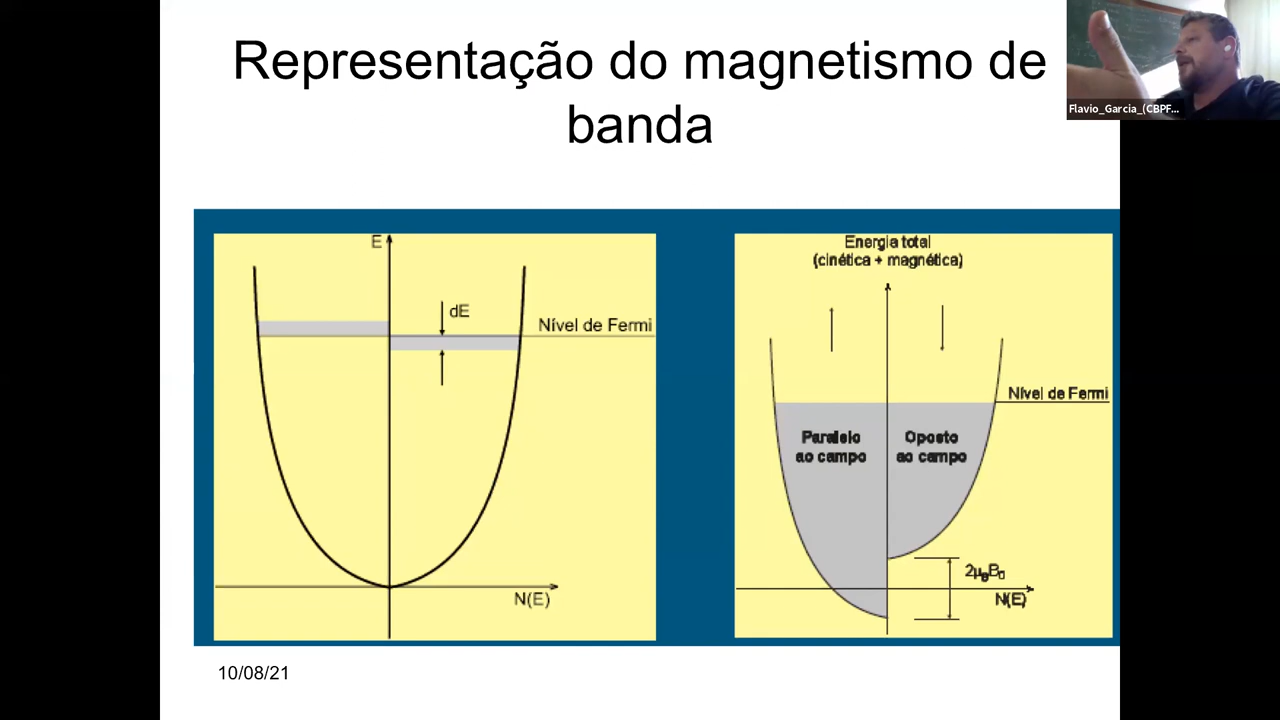 Representação do magnetismo de
banda
Flavio_Garcia_(CBPF...
E
dE
Nível de Fermi
N(E)
Energia total
(cinética + magnética)
Nível de Fermi
Paralelo
ao campo
Oposto
ao campo
N(E)
10/08/21